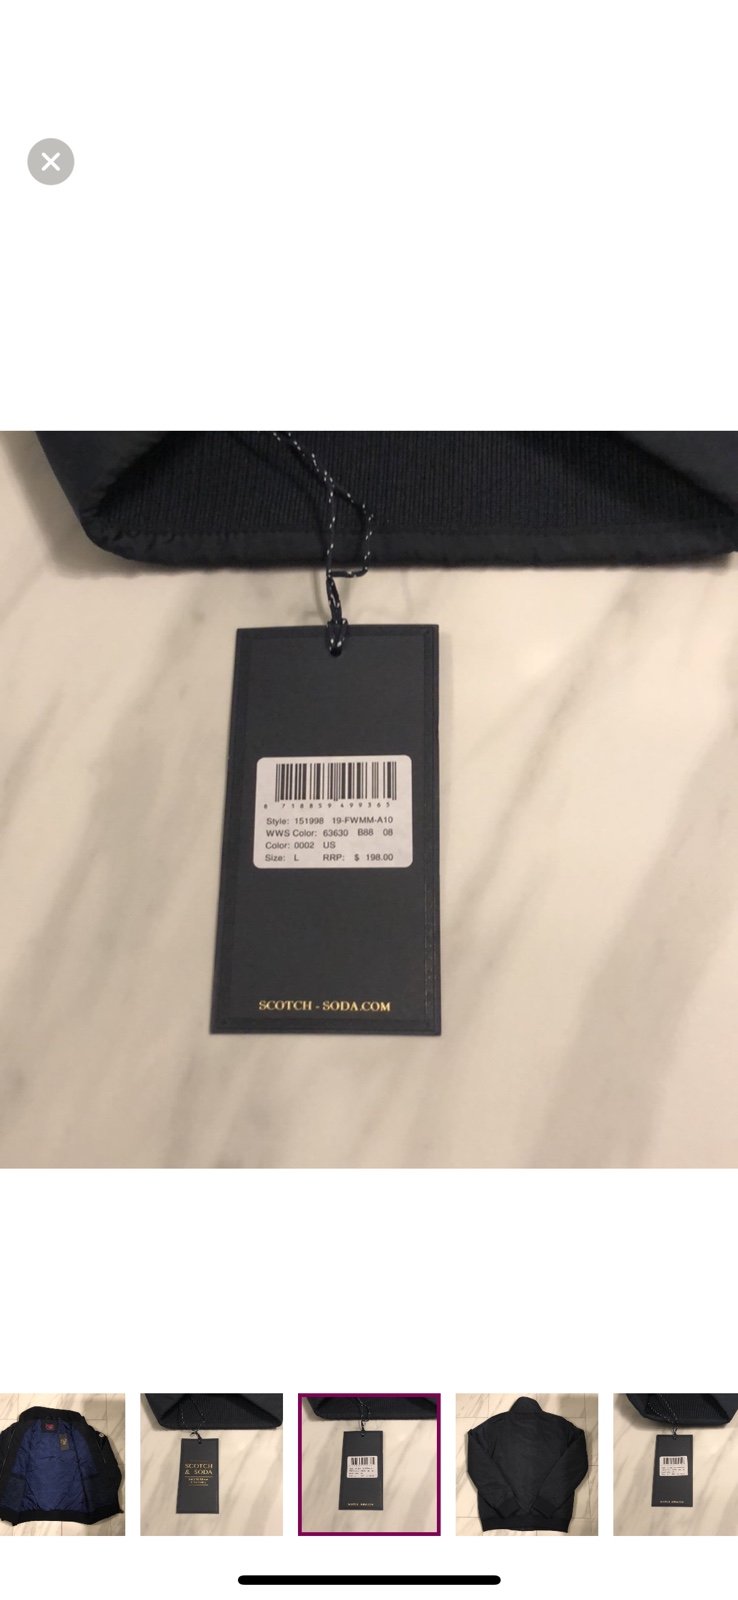 8 718859 499365
Style: 151998 19-FWMM-A10
WWS Color: 63630 B88 08
Color: 0002 US
Size: L RRP: $ 198.00
SCOTCH - SODA.COM
SCOTCH
& SODA